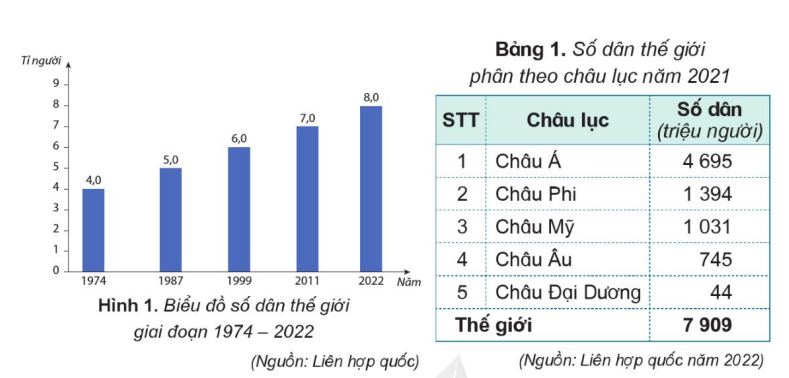 Tỉ người
9
8
7
6
5
4
3
2
1
0
4,0
5,0
6,0
7,0
8,0
1974 1987 1999 2011 2022 Năm
Hình 1. Biểu đồ số dân thế giới
giai đoạn 1974 – 2022
(Nguồn: Liên hợp quốc)
Bảng 1. Số dân thế giới
phân theo châu lục năm 2021
STT Châu lục Số dân
(triệu người)
1 Châu Á 4 695
2 Châu Phi 1 394
3 Châu Mỹ 1 031
4 Châu Âu 745
5 Châu Đại Dương 44
Thế giới 7 909
(Nguồn: Liên hợp quốc năm 2022)